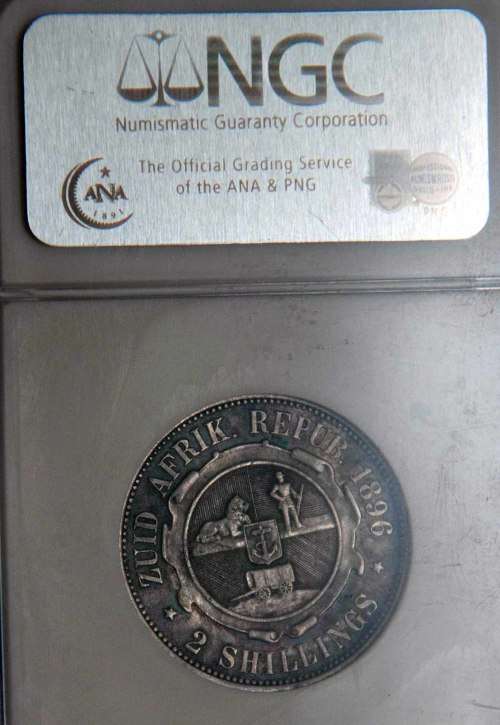 NGC
Numismatic Guaranty Corporation
The Official Grading Service
of the ANA & PNG
ANA
1891
ZUID AFRIK. REPUB. 1896
2 SHILLINGS